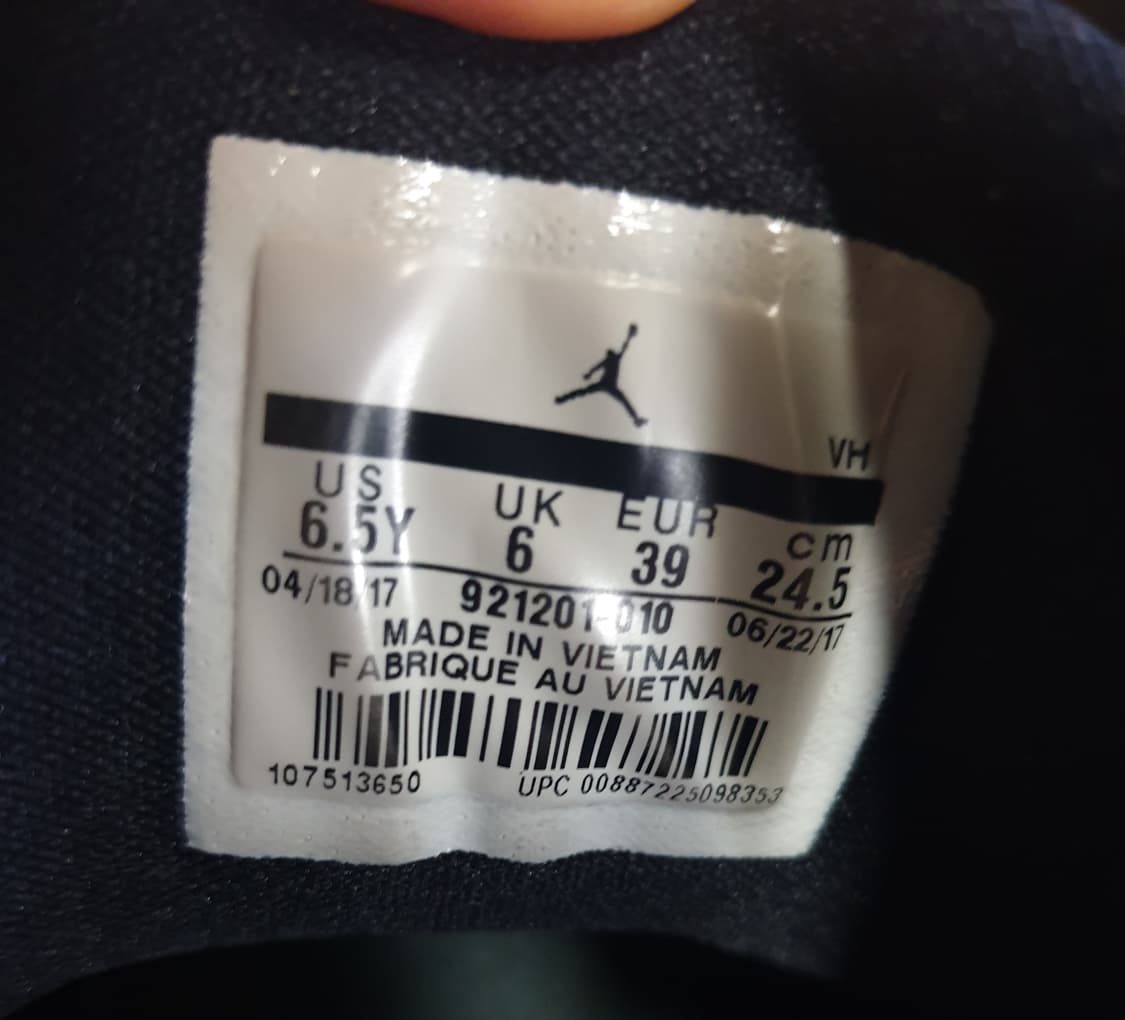 VH
US UK EUR cm
6.5Y 6 39 24.5
04/18/17 921201-010 06/22/17
MADE IN VIETNAM
FABRIQUE AU VIETNAM
107513650 UPC 00887225098353